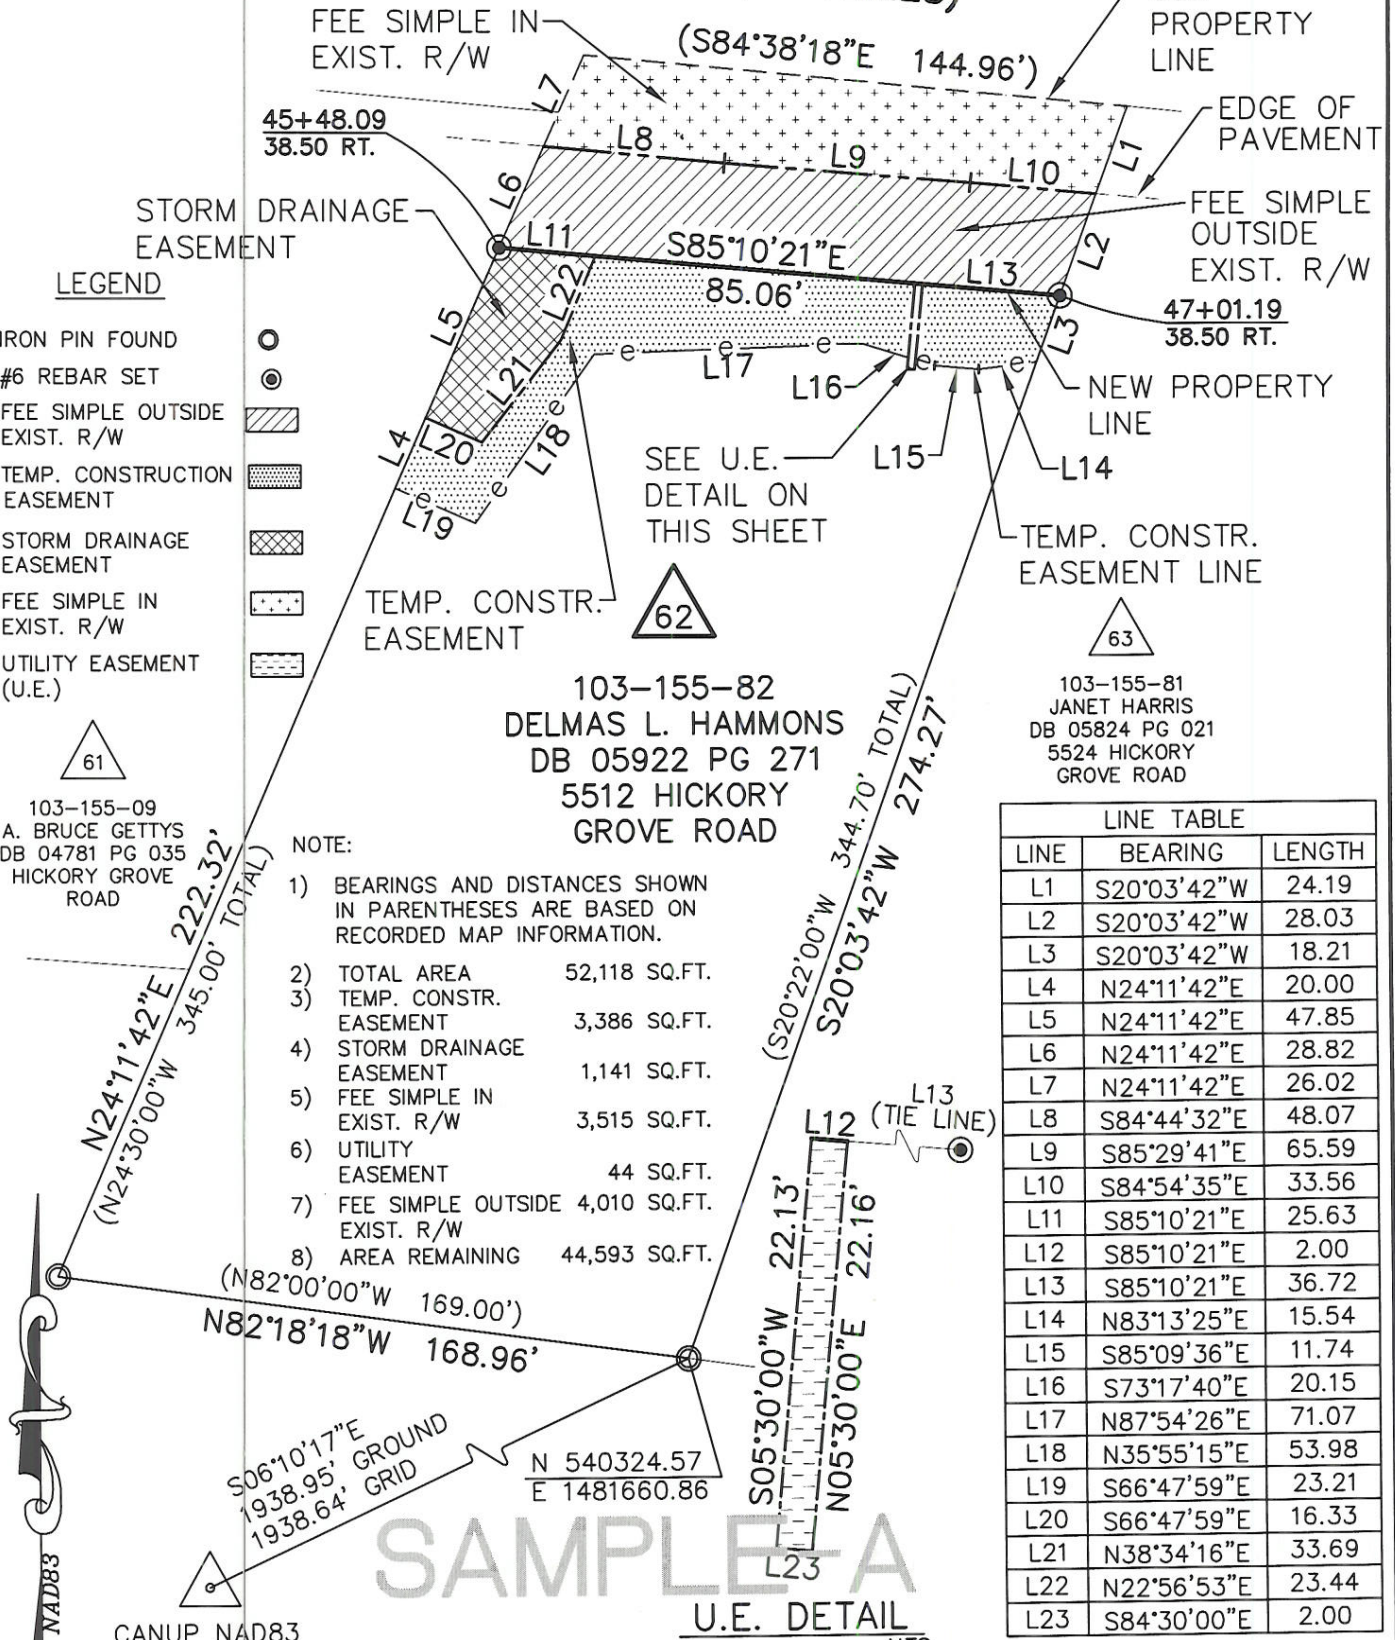 FEE SIMPLE IN
EXIST. R/W
(S84°38'18"E 144.96')
PROPERTY
LINE
EDGE OF
PAVEMENT
L7
45+48.09
38.50 RT.
L8
L9
L10
L1
L6
STORM DRAINAGE
EASEMENT
L11
S85°10'21"E
85.06'
L13
L2
FEE SIMPLE
OUTSIDE
EXIST. R/W
47+01.19
38.50 RT.
L22
L5
L3
L21
e
e
L17
e
e
L16
NEW PROPERTY
LINE
L4
L20
e
L18
e
e
L19
SEE U.E.
DETAIL ON
THIS SHEET
L15
L14
TEMP. CONSTR.
EASEMENT LINE
TEMP. CONSTR.
EASEMENT
LEGEND
IRON PIN FOUND
#6 REBAR SET
FEE SIMPLE OUTSIDE
EXIST. R/W
TEMP. CONSTRUCTION
EASEMENT
STORM DRAINAGE
EASEMENT
FEE SIMPLE IN
EXIST. R/W
UTILITY EASEMENT
(U.E.)
61
103-155-09
A. BRUCE GETTYS
DB 04781 PG 035
HICKORY GROVE
ROAD
62
103-155-82
DELMAS L. HAMMONS
DB 05922 PG 271
5512 HICKORY
GROVE ROAD
63
103-155-81
JANET HARRIS
DB 05824 PG 021
5524 HICKORY
GROVE ROAD
N24°11'42"E 222.32'
(N24°30'00"W 345.00' TOTAL)
(S20°22'00"W 344.70' TOTAL)
S20°03'42"W 274.27'
NOTE:
1) BEARINGS AND DISTANCES SHOWN
IN PARENTHESES ARE BASED ON
RECORDED MAP INFORMATION.
2) TOTAL AREA 52,118 SQ.FT.
3) TEMP. CONSTR.
EASEMENT 3,386 SQ.FT.
4) STORM DRAINAGE
EASEMENT 1,141 SQ.FT.
5) FEE SIMPLE IN
EXIST. R/W 3,515 SQ.FT.
6) UTILITY
EASEMENT 44 SQ.FT.
7) FEE SIMPLE OUTSIDE 4,010 SQ.FT.
EXIST. R/W
8) AREA REMAINING 44,593 SQ.FT.
(N82°00'00"W 169.00')
N82°18'18"W 168.96'
S06°10'17"E
1938.95' GROUND
1938.64' GRID
N 540324.57
E 1481660.86
NAD83
CANUP NAD83
L12
L13
(TIE LINE)
S05°30'00"W 22.13'
N05°30'00"E 22.16'
L23
U.E. DETAIL
SAMPLE-A
LINE TABLE
LINE BEARING LENGTH
L1 S20°03'42"W 24.19
L2 S20°03'42"W 28.03
L3 S20°03'42"W 18.21
L4 N24°11'42"E 20.00
L5 N24°11'42"E 47.85
L6 N24°11'42"E 28.82
L7 N24°11'42"E 26.02
L8 S84°44'32"E 48.07
L9 S85°29'41"E 65.59
L10 S84°54'35"E 33.56
L11 S85°10'21"E 25.63
L12 S85°10'21"E 2.00
L13 S85°10'21"E 36.72
L14 N83°13'25"E 15.54
L15 S85°09'36"E 11.74
L16 S73°17'40"E 20.15
L17 N87°54'26"E 71.07
L18 N35°55'15"E 53.98
L19 S66°47'59"E 23.21
L20 S66°47'59"E 16.33
L21 N38°34'16"E 33.69
L22 N22°56'53"E 23.44
L23 S84°30'00"E 2.00